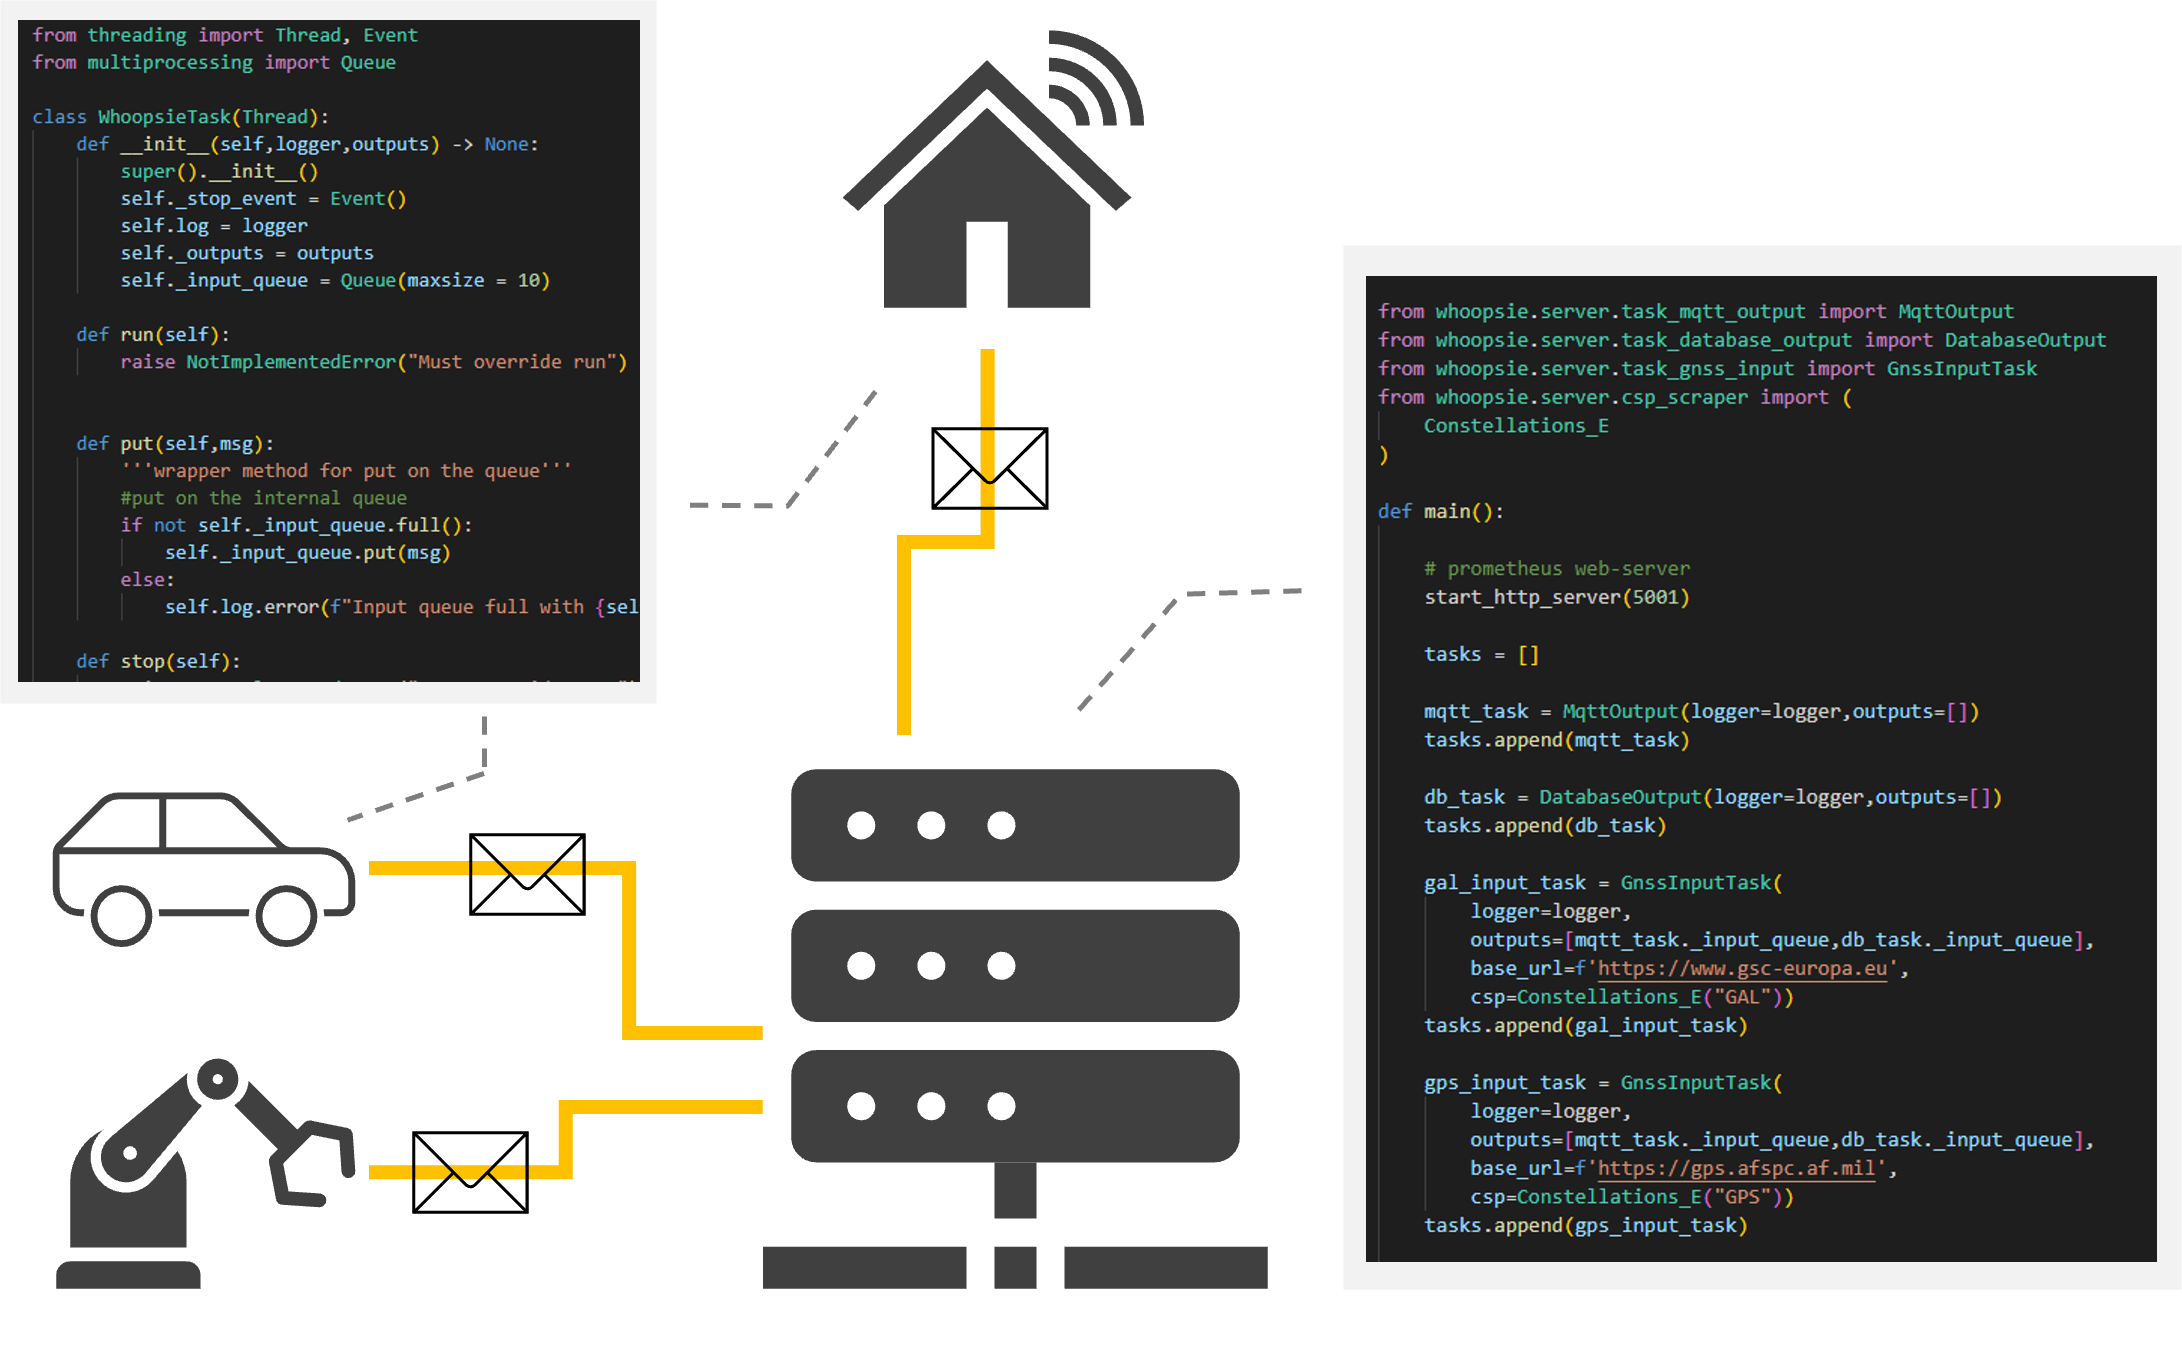 from threading import Thread, Event
from multiprocessing import Queue
class WhoopsieTask(Thread):
def __init__(self,logger,outputs) -> None:
super().__init__()
self._stop_event = Event()
self.log = logger
self._outputs = outputs
self._input_queue = Queue(maxsize = 10)
def run(self):
raise NotImplementedError("Must override run")
def put(self,msg):
'''wrapper method for put on the queue'''
#put on the internal queue
if not self._input_queue.full():
self._input_queue.put(msg)
else:
self.log.error(f"Input queue full with {sel
def stop(self):
from whoopsie.server.task_mqtt_output import MqttOutput
from whoopsie.server.task_database_output import DatabaseOutput
from whoopsie.server.task_gnss_input import GnssInputTask
from whoopsie.server.csp_scraper import (
Constellations_E
)
def main():
# prometheus web-server
start_http_server(5001)
tasks = []
mqtt_task = MqttOutput(logger=logger,outputs=[])
tasks.append(mqtt_task)
db_task = DatabaseOutput(logger=logger,outputs=[])
tasks.append(db_task)
gal_input_task = GnssInputTask(
logger=logger,
outputs=[mqtt_task._input_queue,db_task._input_queue],
base_url=f'https://www.gsc-europa.eu',
csp=Constellations_E("GAL"))
tasks.append(gal_input_task)
gps_input_task = GnssInputTask(
logger=logger,
outputs=[mqtt_task._input_queue,db_task._input_queue],
base_url=f'https://gps.afspc.af.mil',
csp=Constellations_E("GPS"))
tasks.append(gps_input_task)